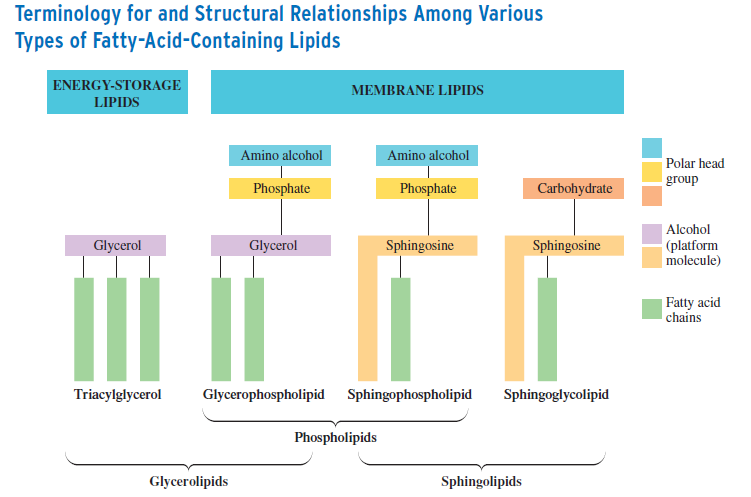 Terminology for and Structural Relationships Among Various
Types of Fatty-Acid-Containing Lipids
ENERGY-STORAGE
LIPIDS
MEMBRANE LIPIDS
Amino alcohol
Amino alcohol
Phosphate
Phosphate
Carbohydrate
Polar head
group
Glycerol
Glycerol
Sphingosine
Sphingosine
Alcohol
(platform
molecule)
Fatty acid
chains
Triacylglycerol
Glycerophospholipid
Sphingophospholipid
Sphingoglycolipid
Phospholipids
Glycerolipids
Sphingolipids